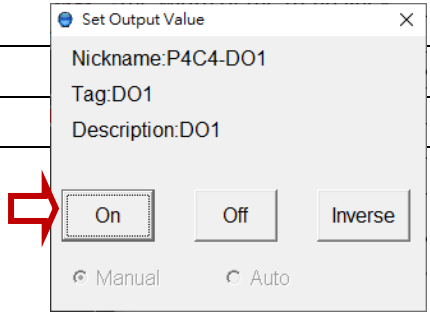 Set Output Value
Nickname:P4C4-DO1
Tag:DO1
Description:DO1
On Off Inverse
Manual Auto